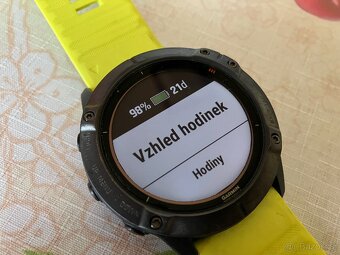 98% 21d
Vzhled hodinek
Hodiny
GARMIN